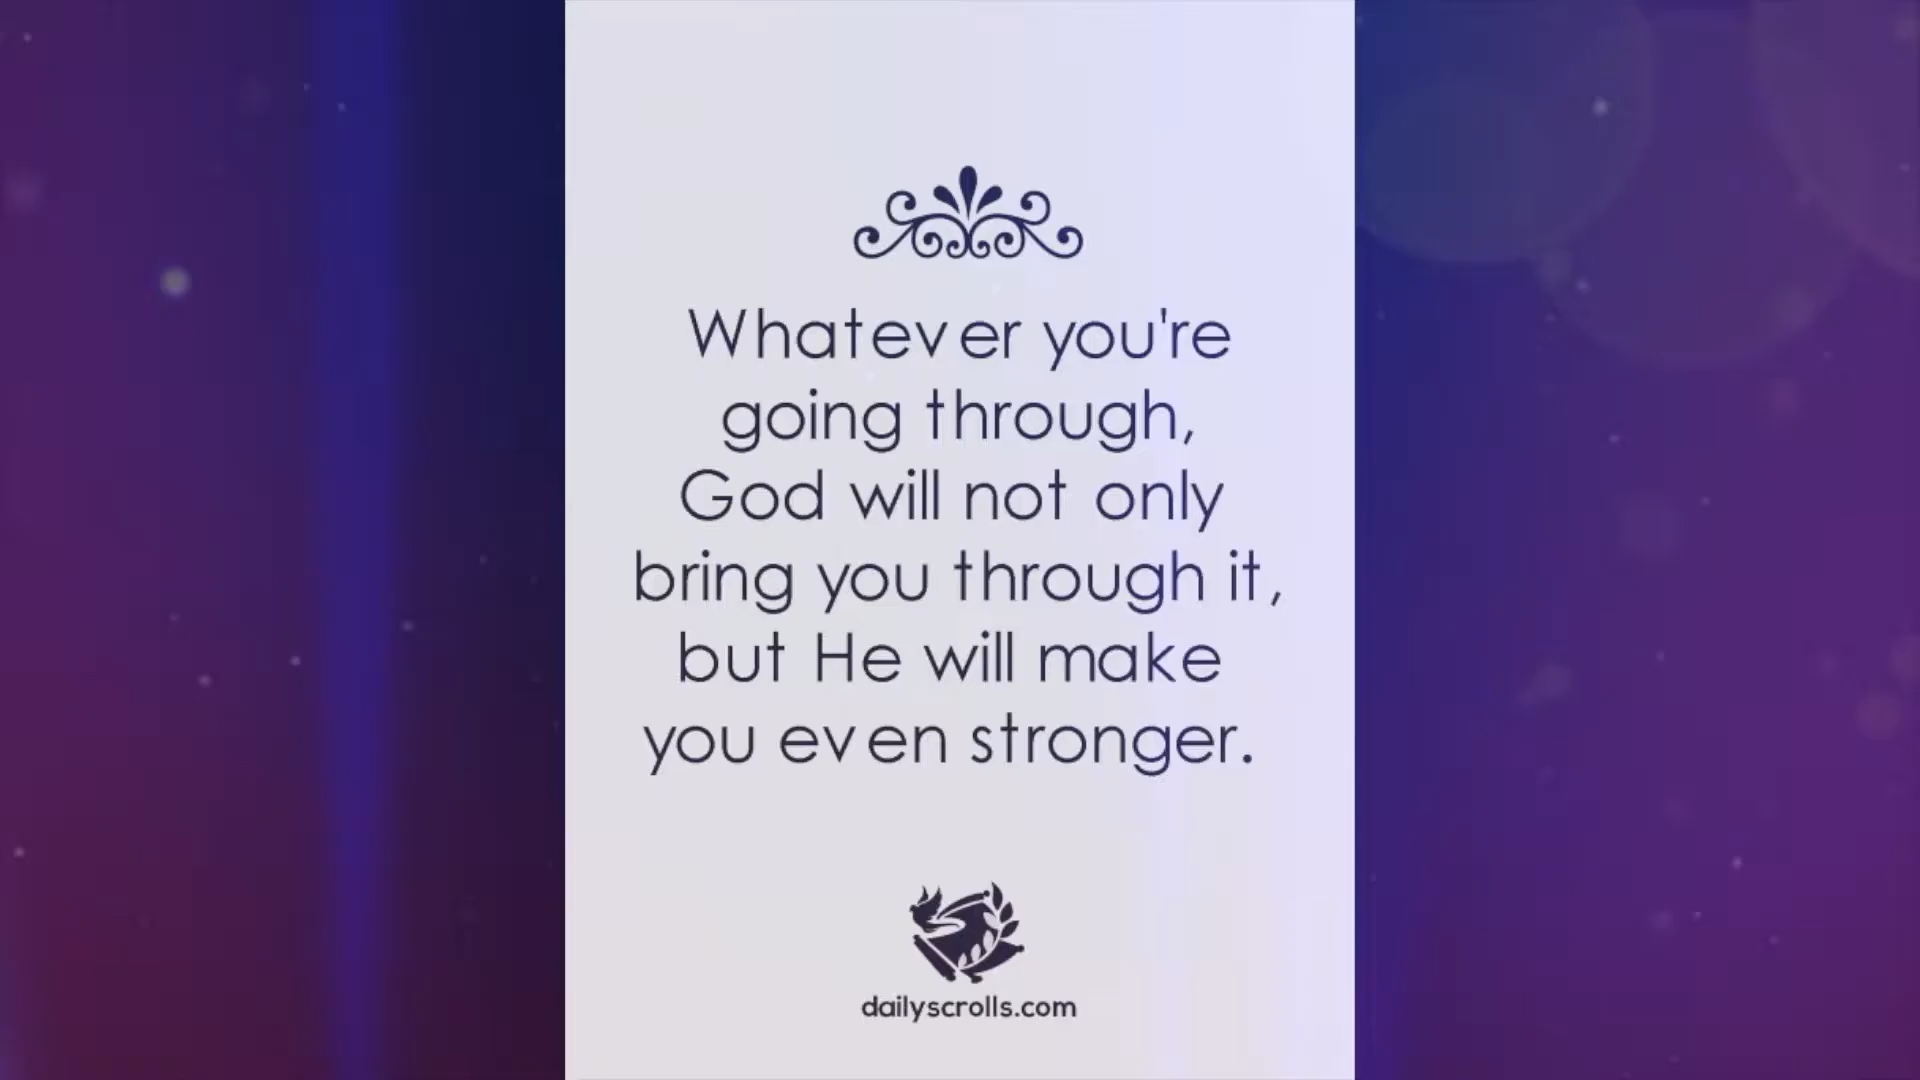 Whatever you're
going through,
God will not only
bring you through it,
but He will make
you even stronger.
dailyscrolls.com